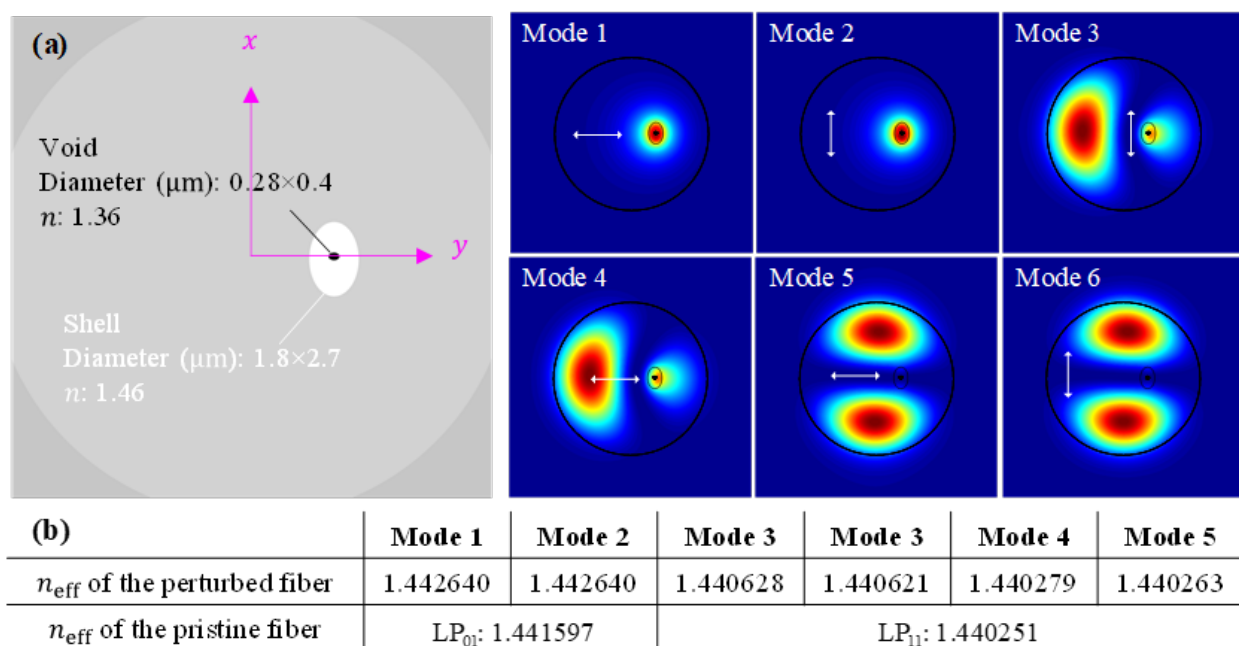 (a)
x
y
Void
Diameter (μm): 0.28×0.4
n: 1.36
Shell
Diameter (μm): 1.8×2.7
n: 1.46
Mode 1
Mode 2
Mode 3
Mode 4
Mode 5
Mode 6
(b) Mode 1 Mode 2 Mode 3 Mode 3 Mode 4 Mode 5
n_eff of the perturbed fiber 1.442640 1.442640 1.440628 1.440621 1.440279 1.440263
n_eff of the pristine fiber LP₀₁: 1.441597 LP₁₁: 1.440251